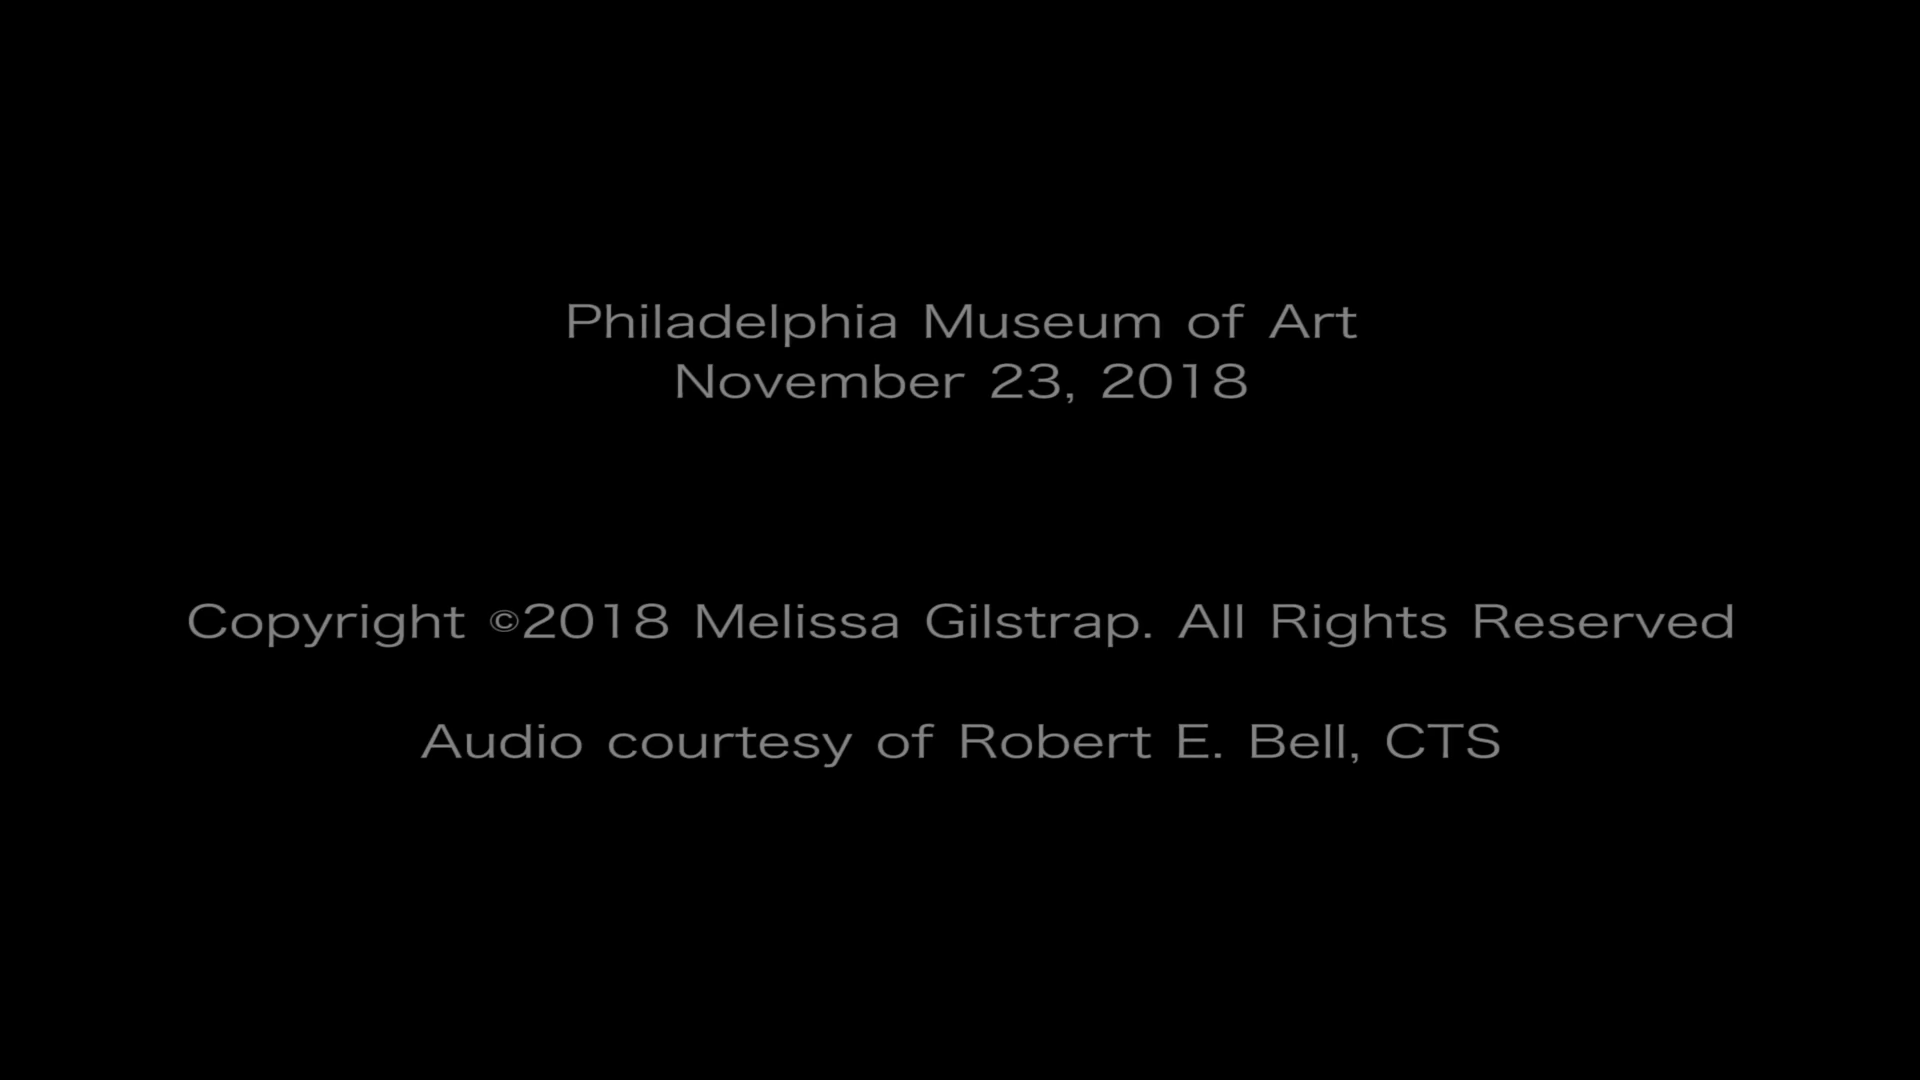 Philadelphia Museum of Art
November 23, 2018
Copyright ©2018 Melissa Gilstrap. All Rights Reserved
Audio courtesy of Robert E. Bell, CTS